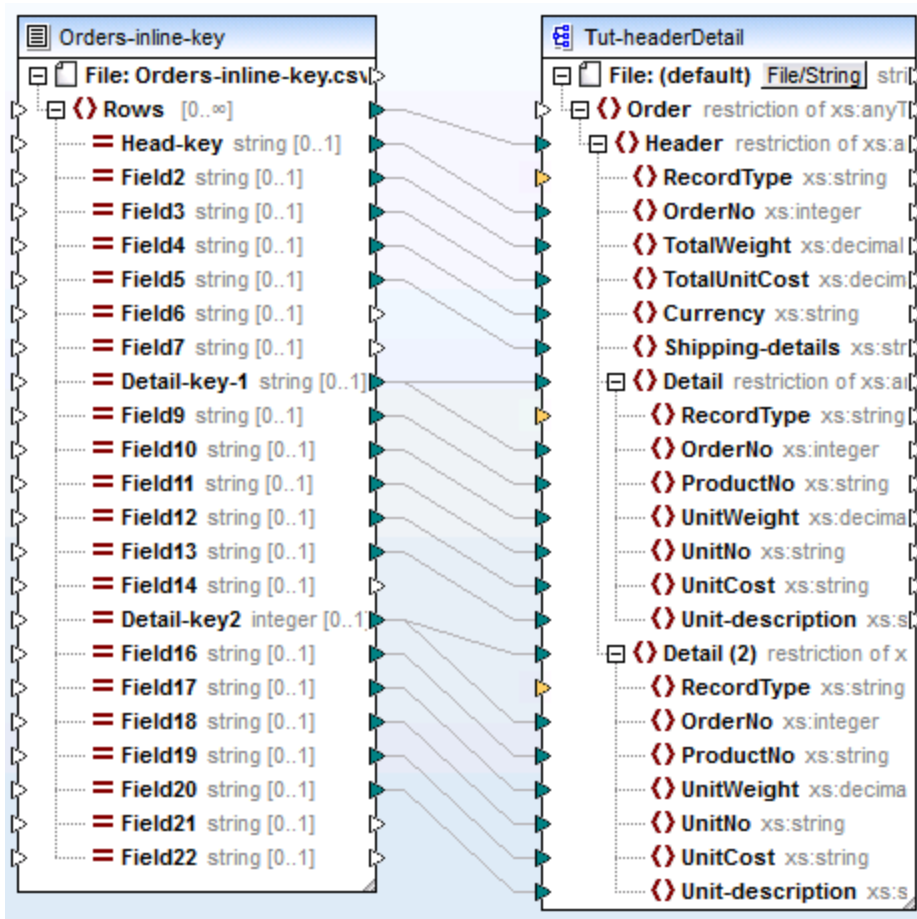 Orders-inline-key
File: Orders-inline-key.csv
Rows [0..∞]
Head-key string [0..1]
Field2 string [0..1]
Field3 string [0..1]
Field4 string [0..1]
Field5 string [0..1]
Field6 string [0..1]
Field7 string [0..1]
Detail-key-1 string [0..1]
Field9 string [0..1]
Field10 string [0..1]
Field11 string [0..1]
Field12 string [0..1]
Field13 string [0..1]
Field14 string [0..1]
Detail-key2 integer [0..1]
Field16 string [0..1]
Field17 string [0..1]
Field18 string [0..1]
Field19 string [0..1]
Field20 string [0..1]
Field21 string [0..1]
Field22 string [0..1]
Tut-headerDetail
File: (default) File/String stri
Order restriction of xs:anyT
Header restriction of xs:a
RecordType xs:string
OrderNo xs:integer
TotalWeight xs:decimal
TotalUnitCost xs:decim
Currency xs:string
Shipping-details xs:str
Detail restriction of xs:a
RecordType xs:string
OrderNo xs:integer
ProductNo xs:string
UnitWeight xs:decima
UnitNo xs:string
UnitCost xs:string
Unit-description xs:s
Detail (2) restriction of x
RecordType xs:string
OrderNo xs:integer
ProductNo xs:string
UnitWeight xs:decima
UnitNo xs:string
UnitCost xs:string
Unit-description xs:s